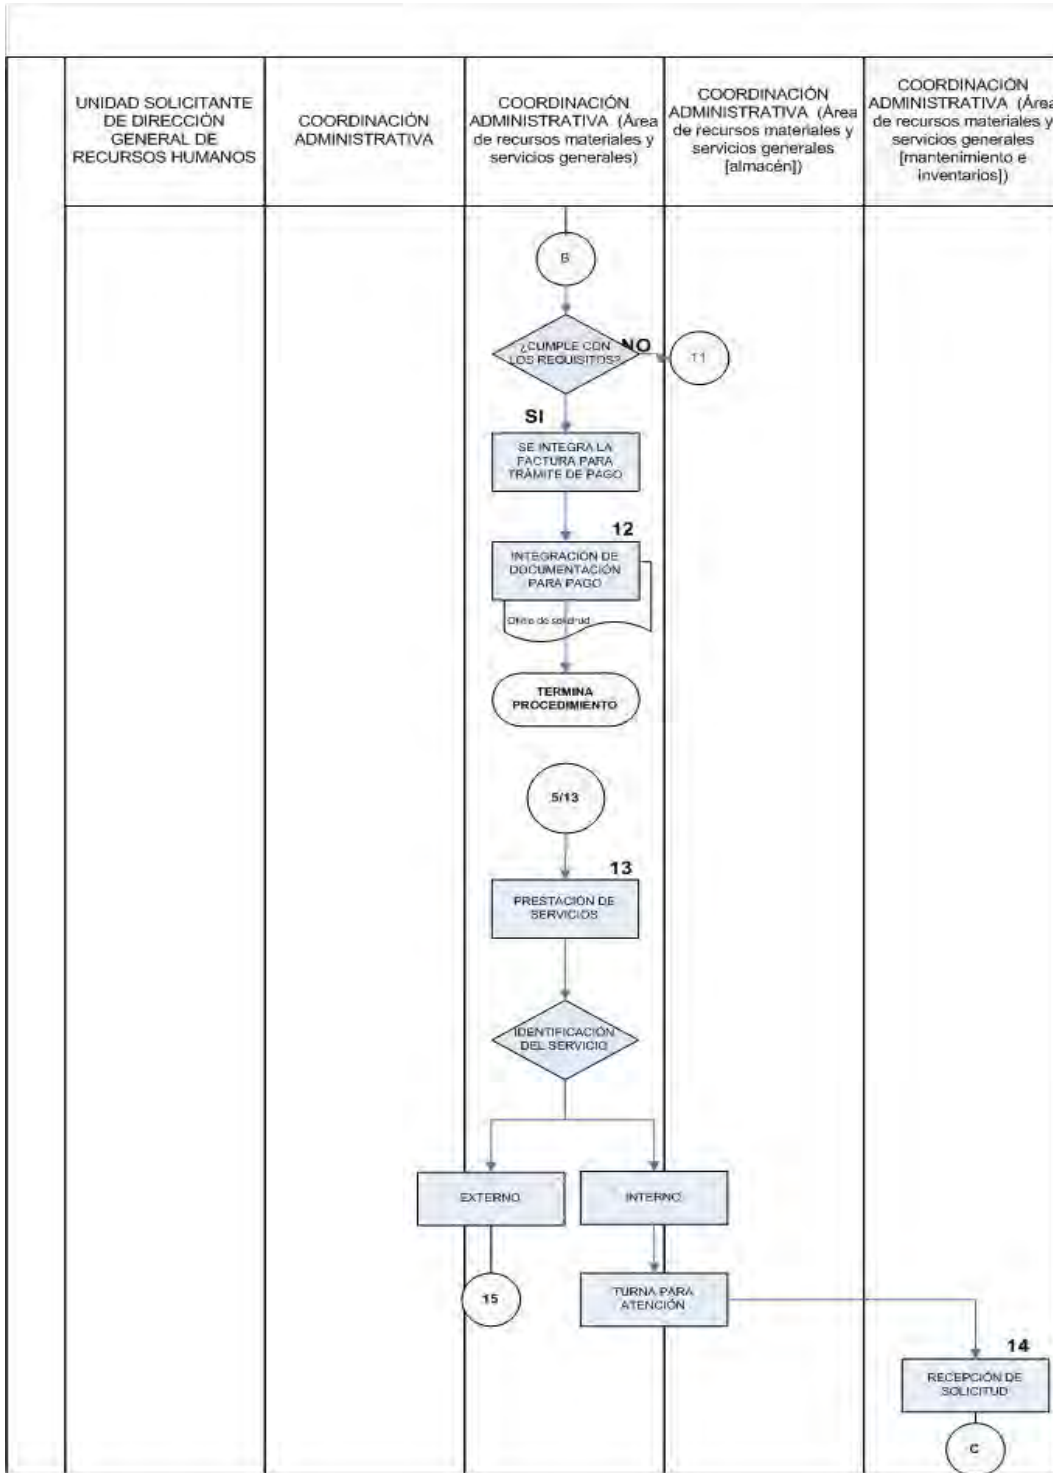 UNIDAD SOLICITANTE
DE DIRECCIÓN
GENERAL DE
RECURSOS HUMANOS
COORDINACIÓN
ADMINISTRATIVA
COORDINACIÓN
ADMINISTRATIVA (Área
de recursos materiales y
servicios generales)
COORDINACIÓN
ADMINISTRATIVA (Área
de recursos materiales y
servicios generales
[almacén])
COORDINACIÓN
ADMINISTRATIVA (Área
de recursos materiales y
servicios generales
[mantenimiento e
inventarios])
B
¿CUMPLE CON
LOS REQUISITOS?
NO
11
SI
SE INTEGRA LA
FACTURA PARA
TRÁMITE DE PAGO
12
INTEGRACIÓN DE
DOCUMENTACIÓN
PARA PAGO
Oficio de solicitud
TERMINA
PROCEDIMIENTO
5/13
13
PRESTACIÓN DE
SERVICIOS
IDENTIFICACIÓN
DEL SERVICIO
EXTERNO
INTERNO
15
TURNA PARA
ATENCIÓN
14
RECEPCIÓN DE
SOLICITUD
C